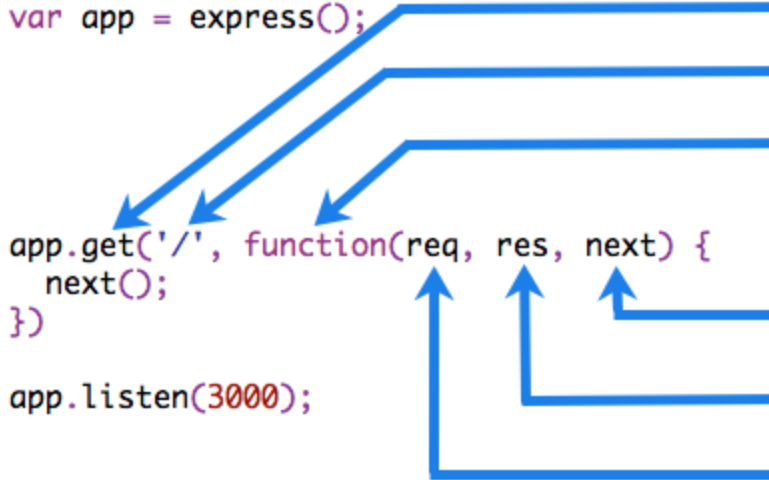 var app = express();
app.get('/', function(req, res, next) {
  next();
})
app.listen(3000);